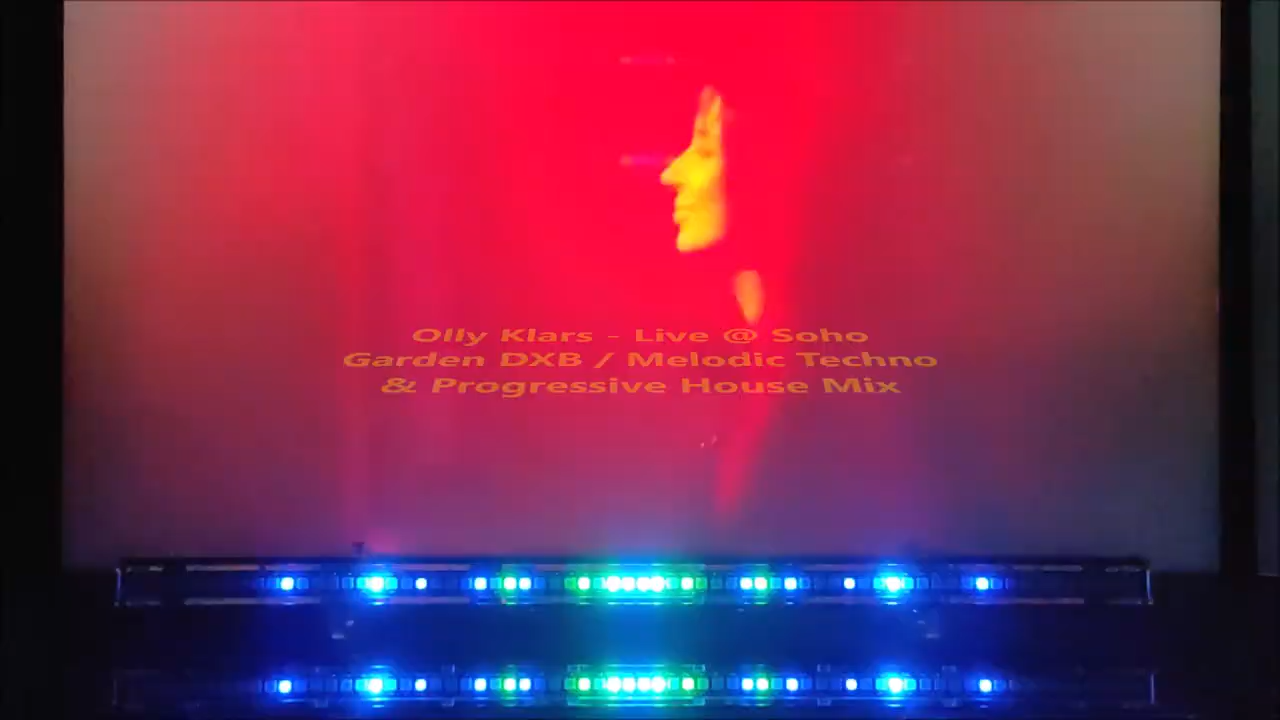 Olly Klars - Live @ Soho
Garden DXB / Melodic Techno
& Progressive House Mix